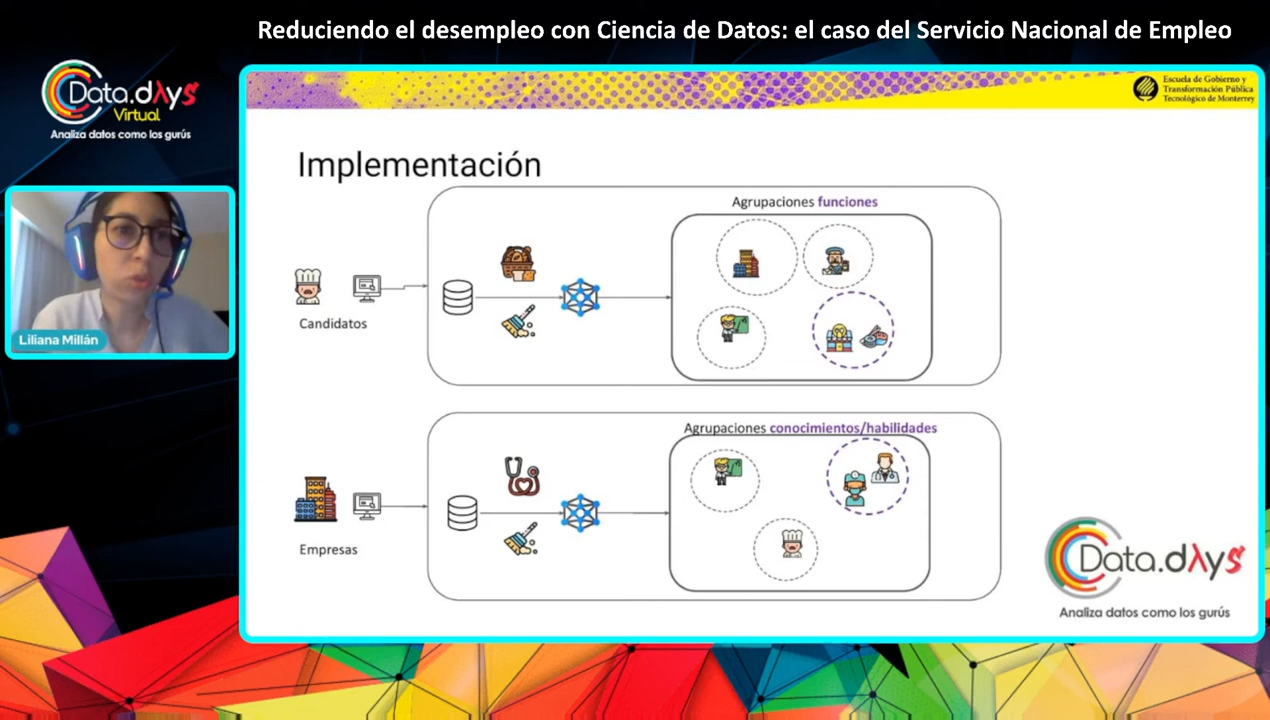 Reduciendo el desempleo con Ciencia de Datos: el caso del Servicio Nacional de Empleo
Data.dλys
Virtual
Analiza datos como los gurús
Escuela de Gobierno y
Transformación Pública
Tecnológico de Monterrey
Implementación
Agrupaciones funciones
Candidatos
Liliana Millán
Agrupaciones conocimientos/habilidades
Empresas
Data.dλys
Analiza datos como los gurús